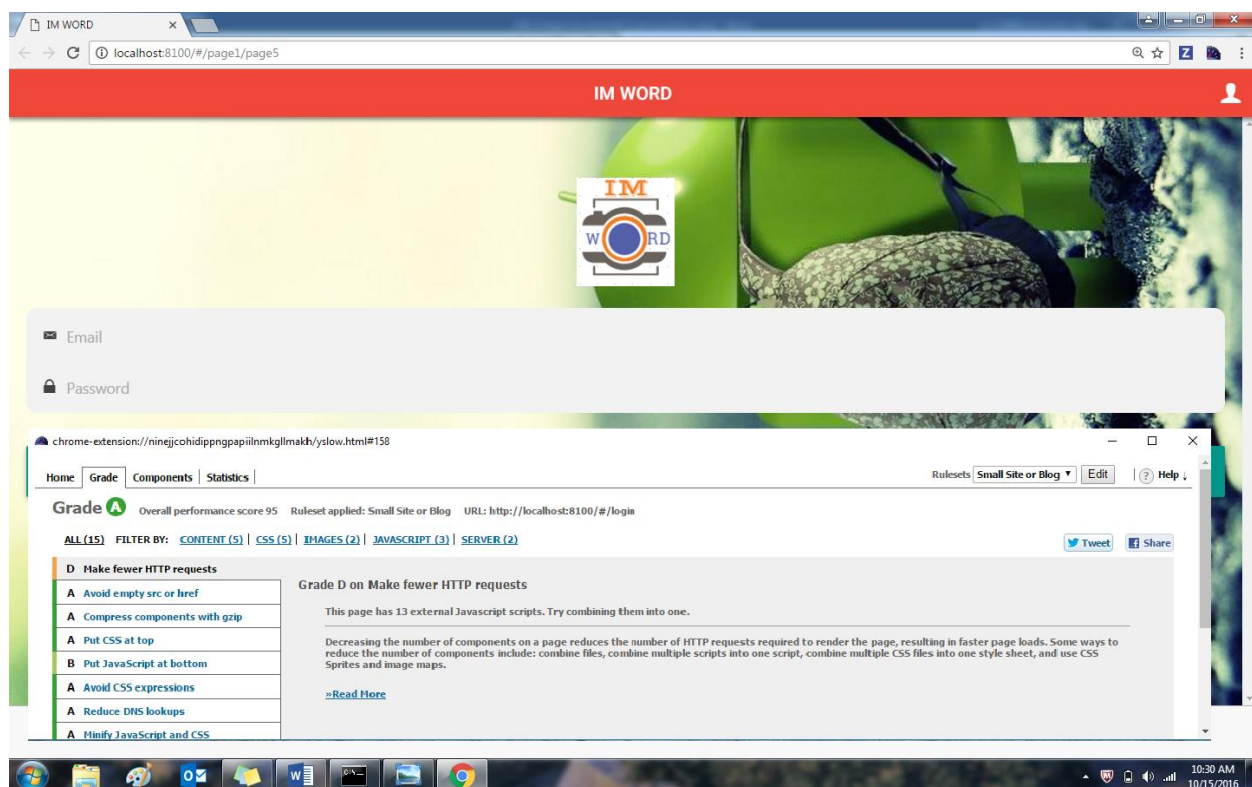 IM WORD
localhost:8100/#/page1/page5
Z
IM WORD
IM
W RD
Email
Password
chrome-extension://ninejjcohidippngpapiilnmkgllmakh/yslow.html#158
Home Grade Components Statistics Rulesets Small Site or Blog Edit ? Help ↓
Grade A Overall performance score 95 Ruleset applied: Small Site or Blog URL: http://localhost:8100/#/login
ALL (15) FILTER BY: CONTENT (5) CSS (5) IMAGES (2) JAVASCRIPT (3) SERVER (2)
Tweet Share
D Make fewer HTTP requests
A Avoid empty src or href
A Compress components with gzip
A Put CSS at top
B Put JavaScript at bottom
A Avoid CSS expressions
A Reduce DNS lookups
A Minify JavaScript and CSS
Grade D on Make fewer HTTP requests
This page has 13 external Javascript scripts. Try combining them into one.
Decreasing the number of components on a page reduces the number of HTTP requests required to render the page, resulting in faster page loads. Some ways to
reduce the number of components include: combine files, combine multiple scripts into one script, combine multiple CSS files into one style sheet, and use CSS
Sprites and image maps.
»Read More
10:30 AM
10/15/2016